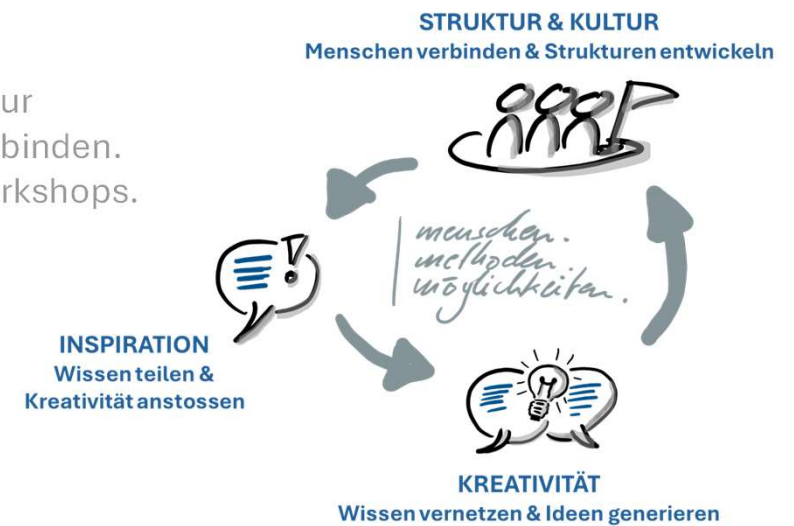 STRUKTUR & KULTUR
Menschen verbinden & Strukturen entwickeln
ur
binden.
rkshops.
menschen.
methoden.
möglichkeiten.
INSPIRATION
Wissen teilen &
Kreativität anstossen
KREATIVITÄT
Wissen vernetzen & Ideen generieren